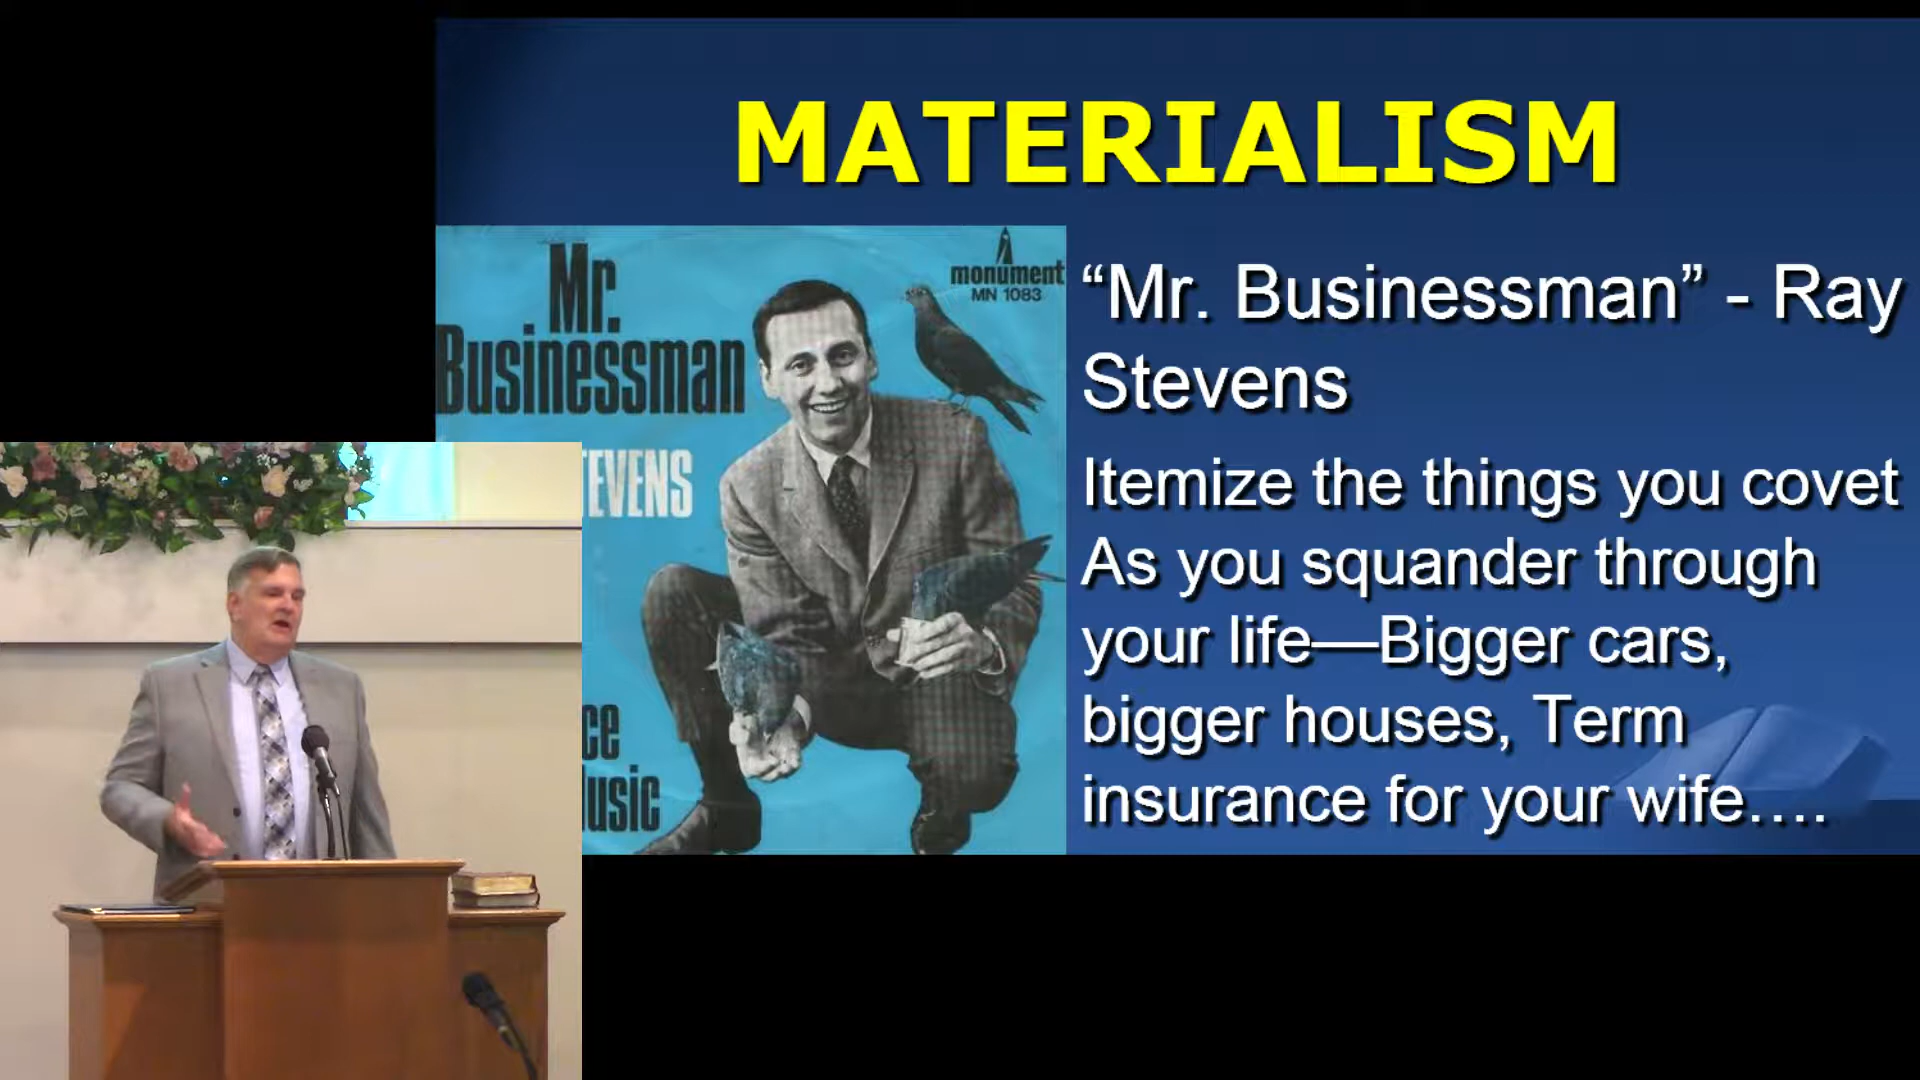 MATERIALISM
Mr.
Businessman
monument
MN 1083
EVENS
ce
usic
“Mr. Businessman” - Ray
Stevens
Itemize the things you covet
As you squander through
your life—Bigger cars,
bigger houses, Term
insurance for your wife….